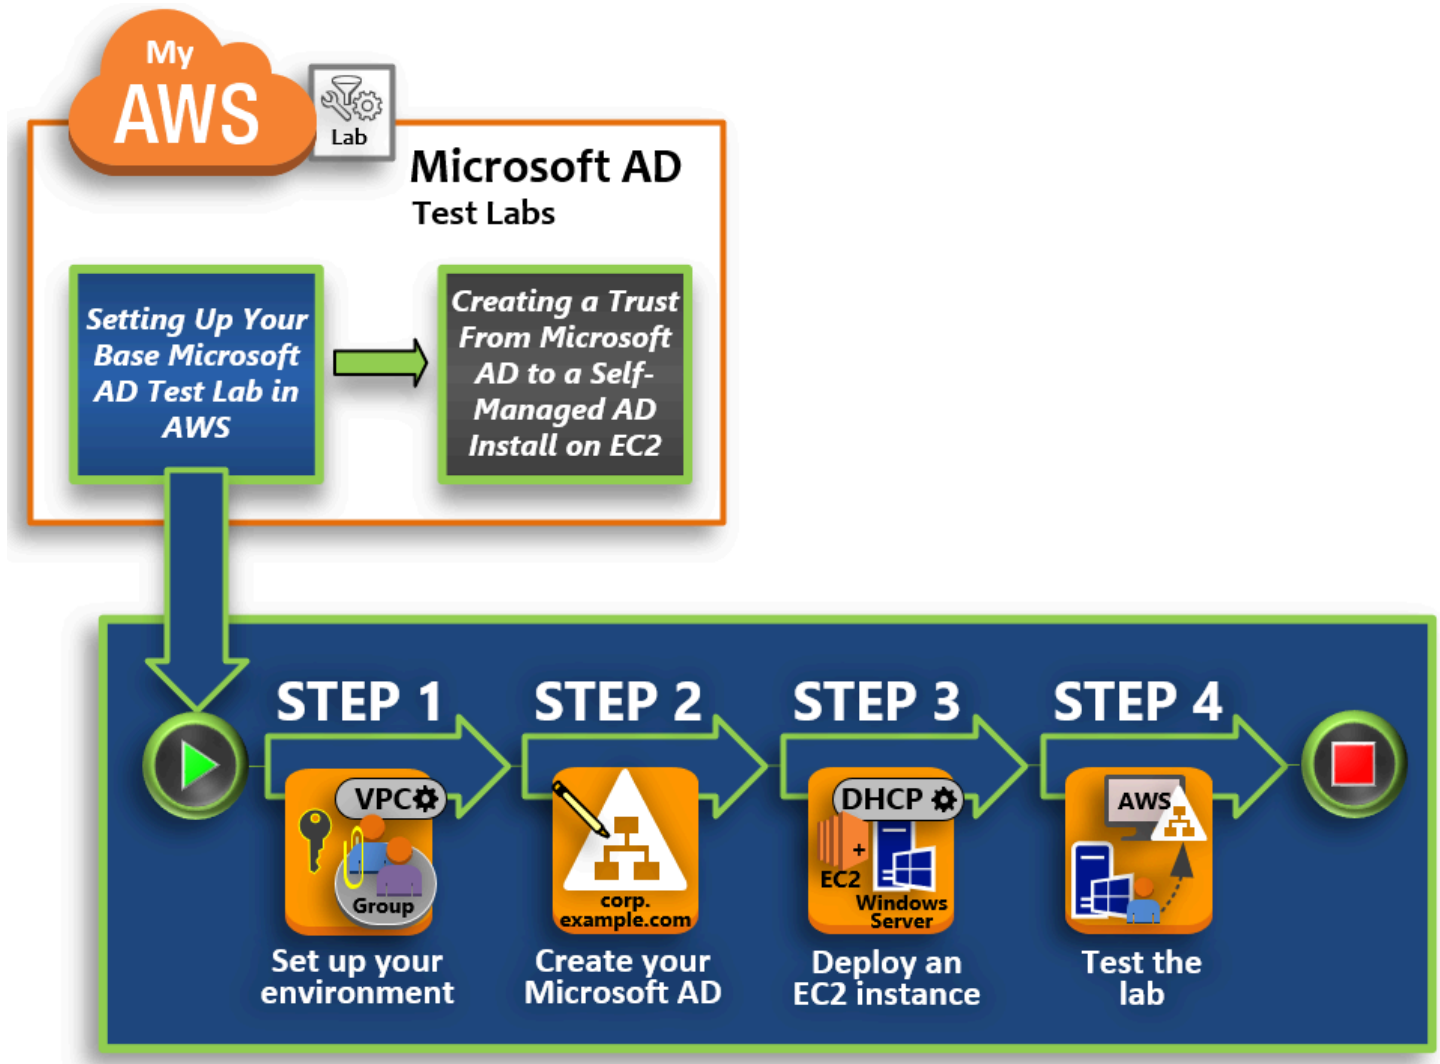 My
AWS
Lab
Microsoft AD
Test Labs
Setting Up Your
Base Microsoft
AD Test Lab in
AWS
Creating a Trust
From Microsoft
AD to a Self-
Managed AD
Install on EC2
STEP 1
VPC
Group
Set up your
environment
STEP 2
corp.
example.com
Create your
Microsoft AD
STEP 3
DHCP
+
EC2
Windows
Server
Deploy an
EC2 instance
STEP 4
AWS
Test the
lab